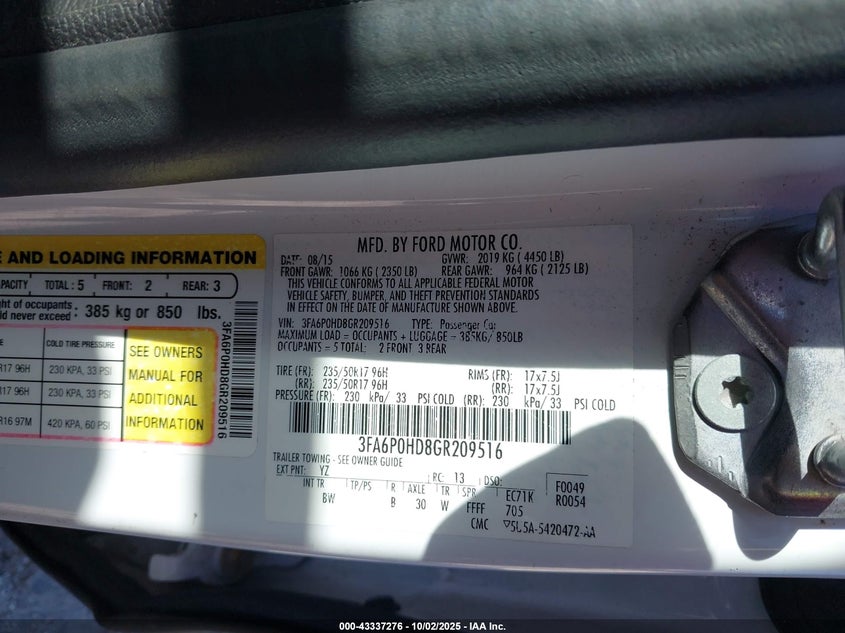 E AND LOADING INFORMATION
PACITY TOTAL: 5 FRONT: 2 REAR: 3
ght of occupants
ld never exceed : 385 kg or 850 lbs.
E COLD TIRE PRESSURE
R17 96H 230 KPA, 33 PSI
R17 96H 230 KPA, 33 PSI
R16 97M 420 KPA, 60 PSI
SEE OWNERS
MANUAL FOR
ADDITIONAL
INFORMATION
3FA6P0HD8GR209516
MFD. BY FORD MOTOR CO.
DATE: 08/15 GVWR: 2019 KG ( 4450 LB)
FRONT GAWR: 1066 KG ( 2350 LB) REAR GAWR: 964 KG ( 2125 LB)
THIS VEHICLE CONFORMS TO ALL APPLICABLE FEDERAL MOTOR
VEHICLE SAFETY, BUMPER, AND THEFT PREVENTION STANDARDS
IN EFFECT ON THE DATE OF MANUFACTURE SHOWN ABOVE.
VIN: 3FA6P0HD8GR209516 TYPE: Passenger Car
MAXIMUM LOAD = OCCUPANTS + LUGGAGE = 385KG/ 850LB
OCCUPANTS = 5 TOTAL: 2 FRONT 3 REAR
TIRE (FR): 235/50R17 96H RIMS (FR): 17x7.5J
(RR): 235/50R17 96H (RR): 17x7.5J
PRESSURE (FR): 230 kPa/ 33 PSI COLD (RR): 230 kPa/ 33 PSI COLD
3FA6P0HD8GR209516
TRAILER TOWING - SEE OWNER GUIDE
EXT PNT: YZ RC: 13 DSO: F0049
INT TR TP/PS R AXLE TR SPR EC71K R0054
BW B 30 W FFFF 705
CMC ▽5U5A-5420472-AA
000-43337276 - 10/02/2025 - IAA Inc.